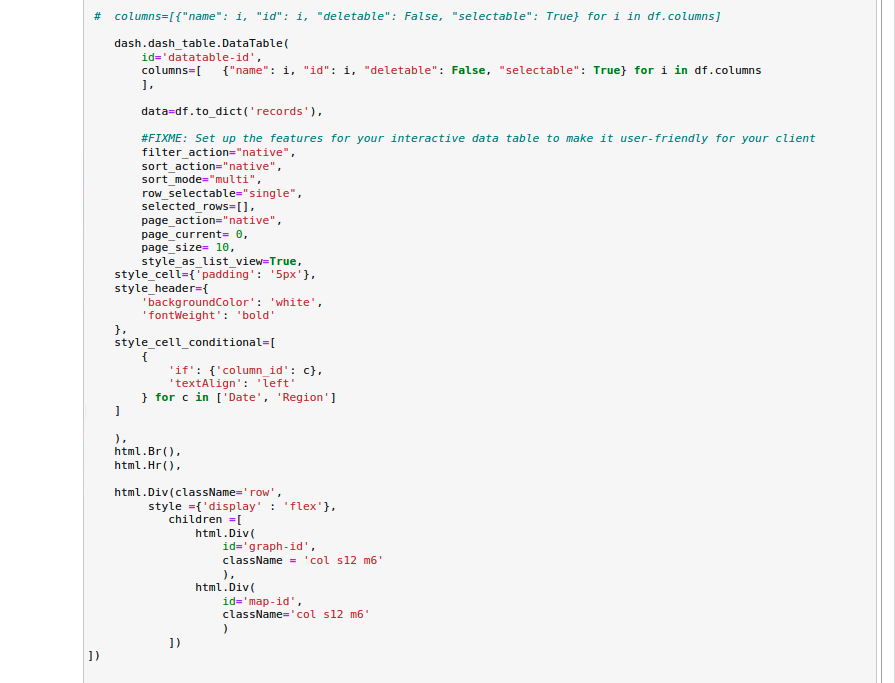 #  columns=[{"name": i, "id": i, "deletable": False, "selectable": True} for i in df.columns]

    dash.dash_table.DataTable(
        id='datatable-id',
        columns=[   {"name": i, "id": i, "deletable": False, "selectable": True} for i in df.columns
        ],

        data=df.to_dict('records'),

        #FIXME: Set up the features for your interactive data table to make it user-friendly for your client
        filter_action="native",
        sort_action="native",
        sort_mode="multi",
        row_selectable="single",
        selected_rows=[],
        page_action="native",
        page_current= 0,
        page_size= 10,
        style_as_list_view=True,
    style_cell={'padding': '5px'},
    style_header={
        'backgroundColor': 'white',
        'fontWeight': 'bold'
    },
    style_cell_conditional=[
        {
            'if': {'column_id': c},
            'textAlign': 'left'
        } for c in ['Date', 'Region']
    ]

    ),
    html.Br(),
    html.Hr(),

    html.Div(className='row',
         style ={'display' : 'flex'},
            children =[
                html.Div(
                    id='graph-id',
                    className = 'col s12 m6'
                    ),
                html.Div(
                    id='map-id',
                    className='col s12 m6'
                    )
            ])
])